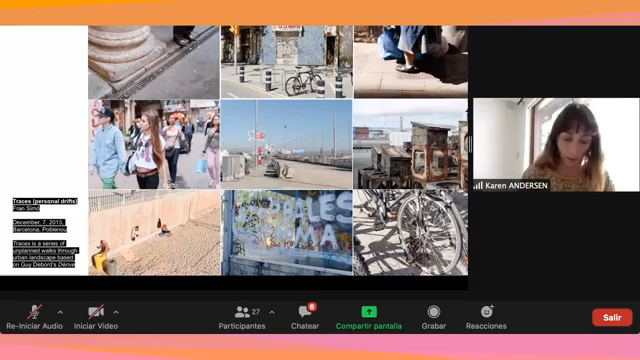 BALES
MA
Traces (personal drifts)
Fran Simó
December, 7, 2013,
Barcelona, Poblenou
Traces is a series of
unplanned walks through
urban landscape based
on Guy Debord's Dérive
Karen ANDERSEN
27
6
Re-Iniciar Audio
Iniciar Video
Participantes
Chatear
Compartir pantalla
Grabar
Reacciones
Salir